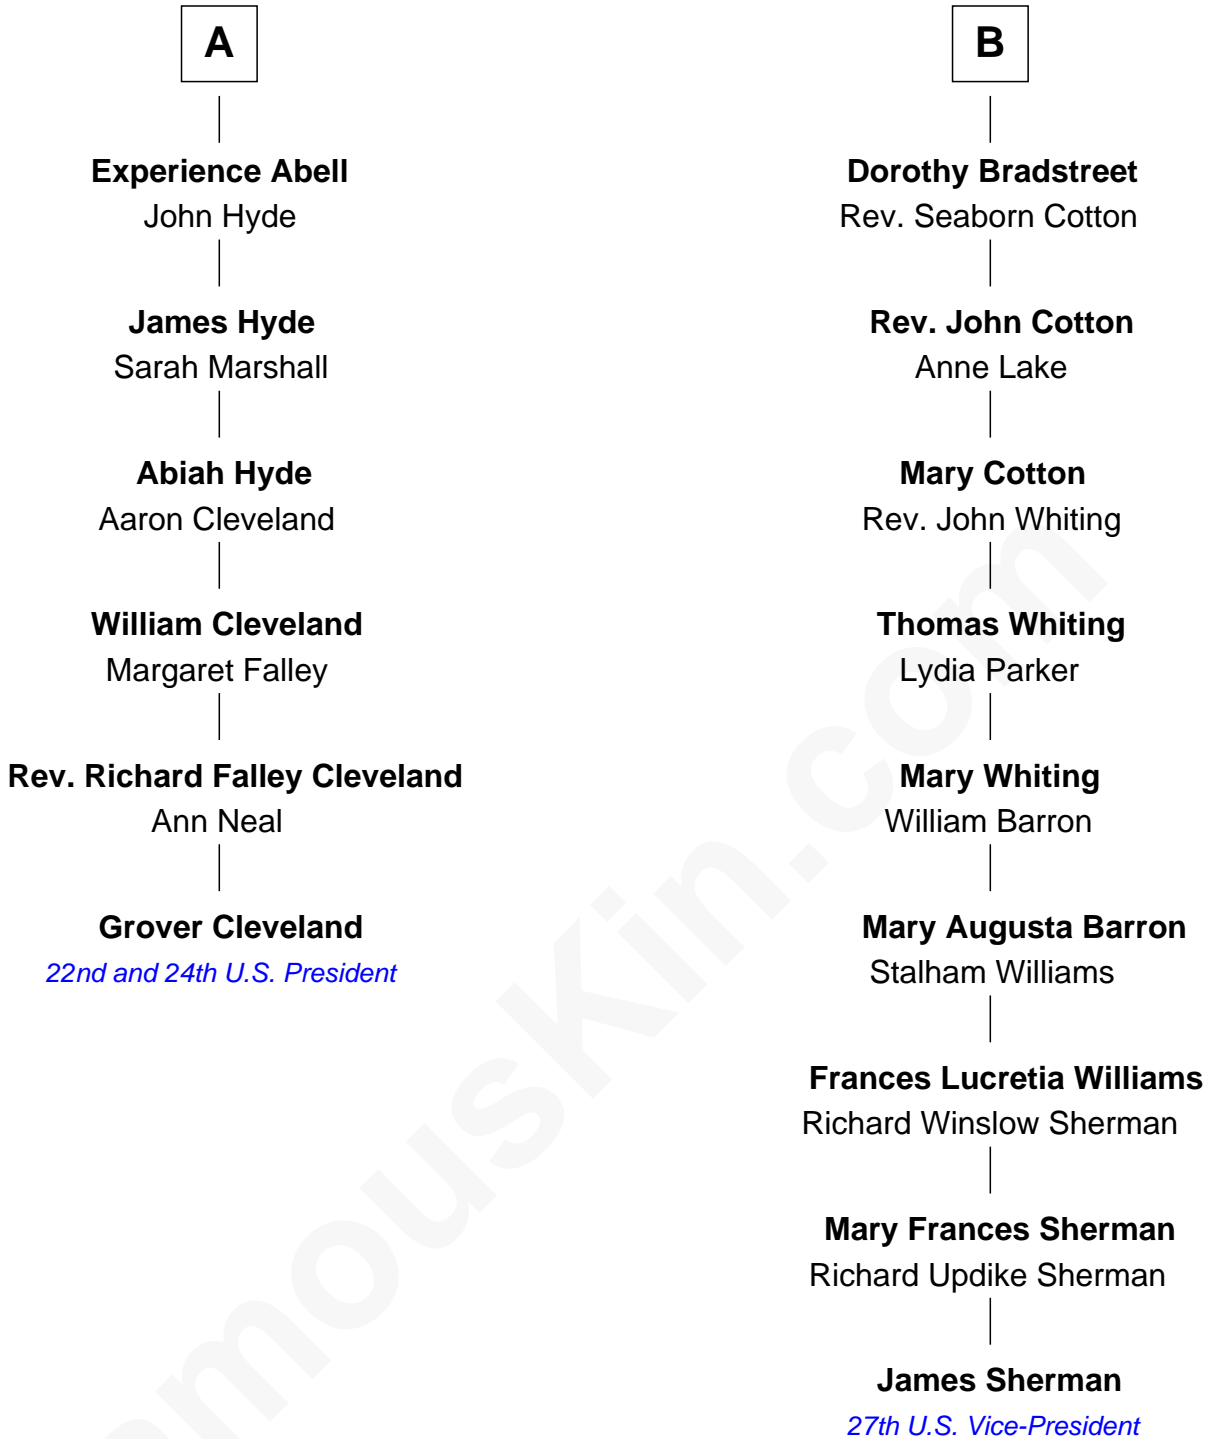 A
Experience Abell
John Hyde
James Hyde
Sarah Marshall
Abiah Hyde
Aaron Cleveland
William Cleveland
Margaret Falley
Rev. Richard Falley Cleveland
Ann Neal
Grover Cleveland
22nd and 24th U.S. President
B
Dorothy Bradstreet
Rev. Seaborn Cotton
Rev. John Cotton
Anne Lake
Mary Cotton
Rev. John Whiting
Thomas Whiting
Lydia Parker
Mary Whiting
William Barron
Mary Augusta Barron
Stalham Williams
Frances Lucretia Williams
Richard Winslow Sherman
Mary Frances Sherman
Richard Updike Sherman
James Sherman
27th U.S. Vice-President
amouskin.com